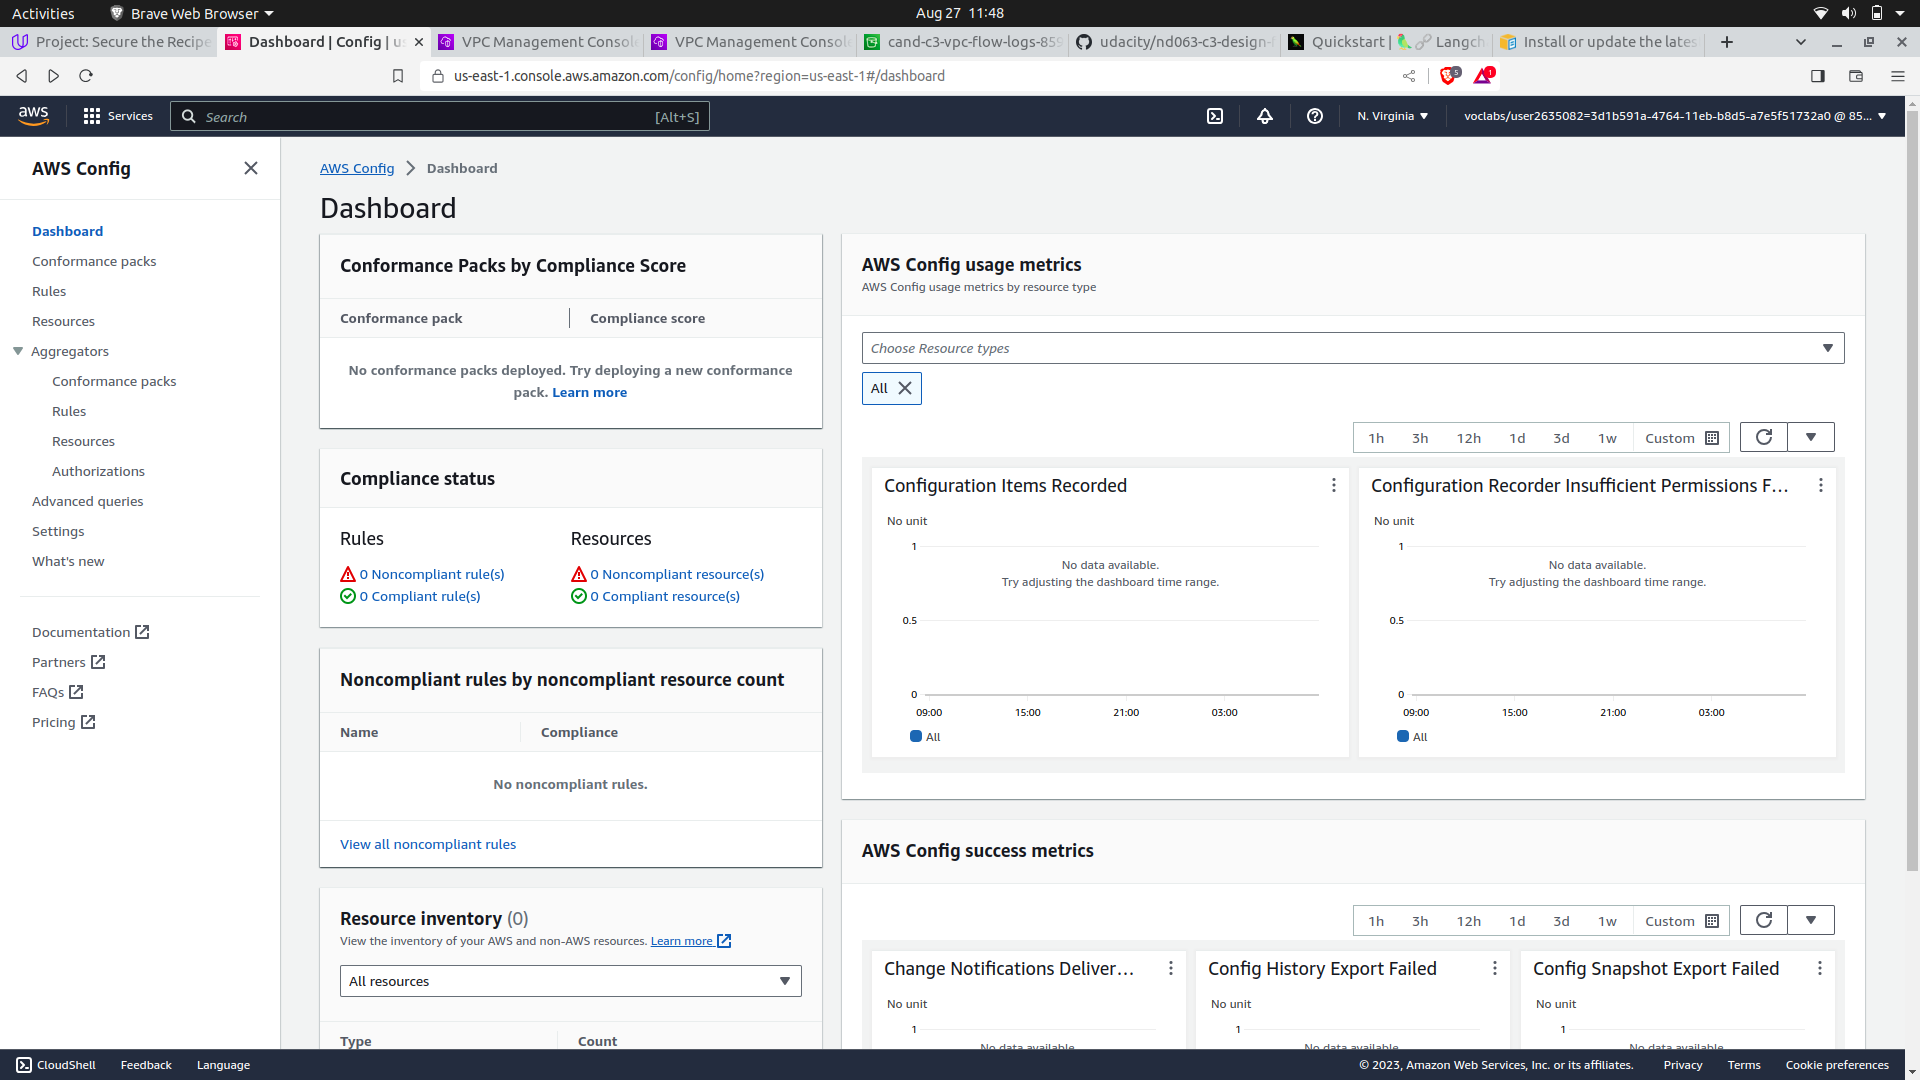 Activities
Brave Web Browser
Aug 27 11:48
Project: Secure the Recipe
Dashboard | Config | us
VPC Management Console
VPC Management Console
cand-c3-vpc-flow-logs-859
udacity/nd063-c3-design-
Quickstart | 🦜️🔗 Langch
Install or update the lates
us-east-1.console.aws.amazon.com/config/home?region=us-east-1#/dashboard
5
1
aws
Services
Search
[Alt+S]
N. Virginia
voclabs/user2635082=3d1b591a-4764-11eb-b8d5-a7e5f51732a0 @ 85...
AWS Config
Dashboard
Conformance packs
Rules
Resources
Aggregators
Conformance packs
Rules
Resources
Authorizations
Advanced queries
Settings
What's new
Documentation
Partners
FAQs
Pricing
AWS Config > Dashboard
Dashboard
Conformance Packs by Compliance Score
Conformance pack
Compliance score
No conformance packs deployed. Try deploying a new conformance
pack. Learn more
Compliance status
Rules
0 Noncompliant rule(s)
0 Compliant rule(s)
Resources
0 Noncompliant resource(s)
0 Compliant resource(s)
Noncompliant rules by noncompliant resource count
Name
Compliance
No noncompliant rules.
View all noncompliant rules
Resource inventory (0)
View the inventory of your AWS and non-AWS resources. Learn more
All resources
Type
Count
AWS Config usage metrics
AWS Config usage metrics by resource type
Choose Resource types
All
1h 3h 12h 1d 3d 1w Custom
Configuration Items Recorded
No unit
1
No data available.
Try adjusting the dashboard time range.
0.5
0
09:00 15:00 21:00 03:00
All
Configuration Recorder Insufficient Permissions F...
No unit
1
No data available.
Try adjusting the dashboard time range.
0.5
0
09:00 15:00 21:00 03:00
All
AWS Config success metrics
1h 3h 12h 1d 3d 1w Custom
Change Notifications Deliver...
No unit
1
No data available.
Config History Export Failed
No unit
1
No data available.
Config Snapshot Export Failed
No unit
1
No data available.
CloudShell
Feedback
Language
© 2023, Amazon Web Services, Inc. or its affiliates.
Privacy
Terms
Cookie preferences